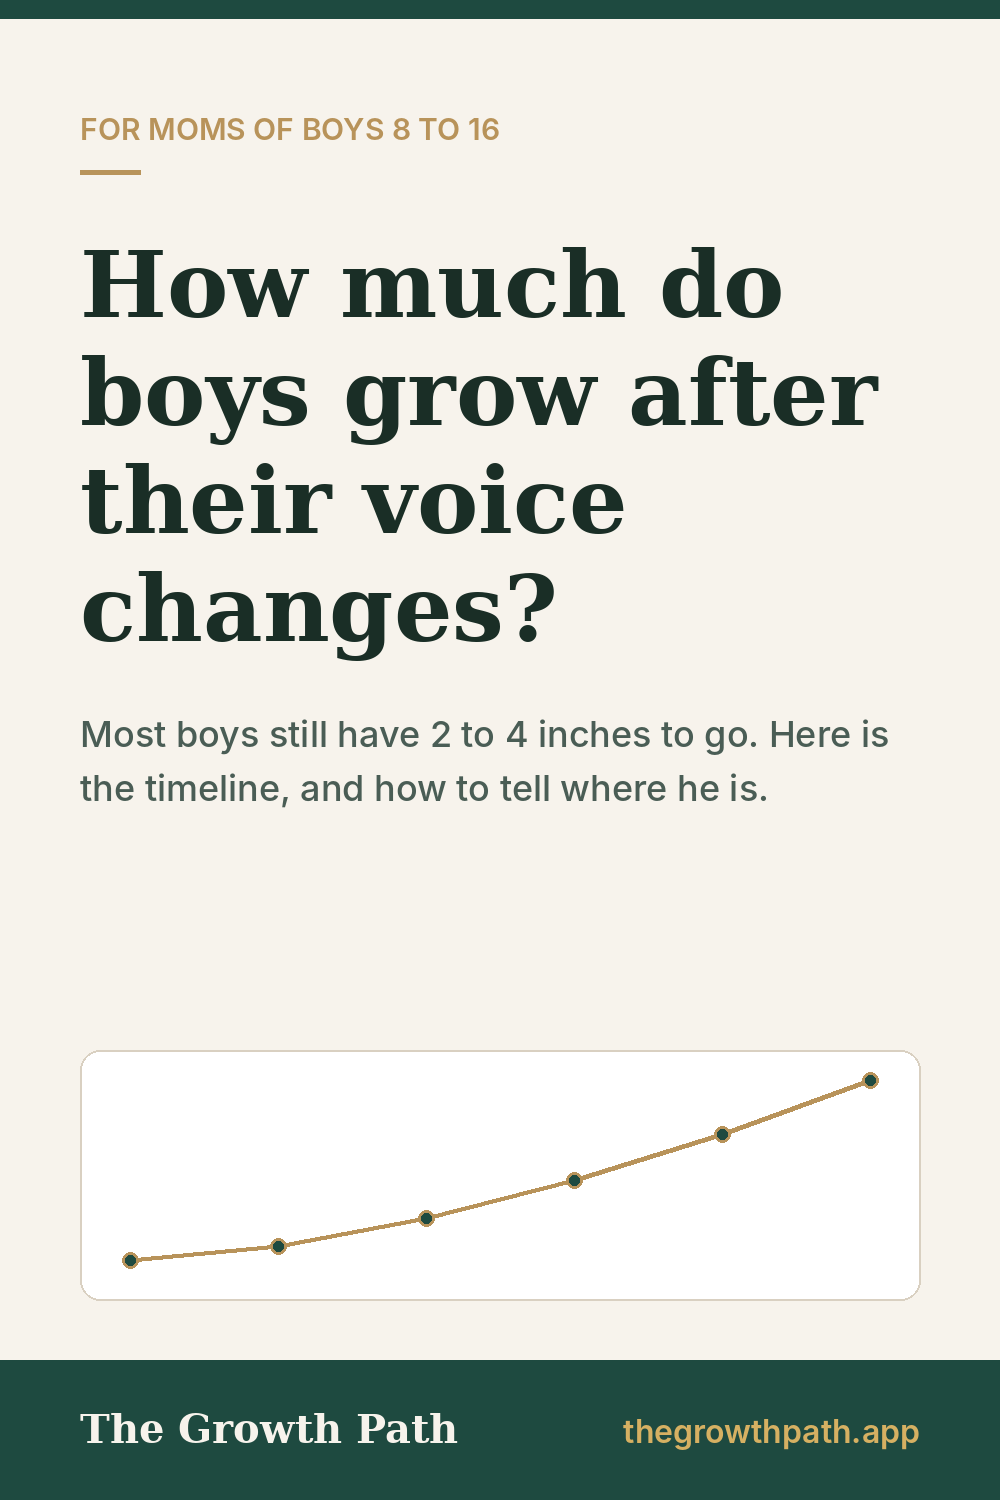 FOR MOMS OF BOYS 8 TO 16
How much do
boys grow after
their voice
changes?
Most boys still have 2 to 4 inches to go. Here is
the timeline, and how to tell where he is.
The Growth Path
thegrowthpath.app